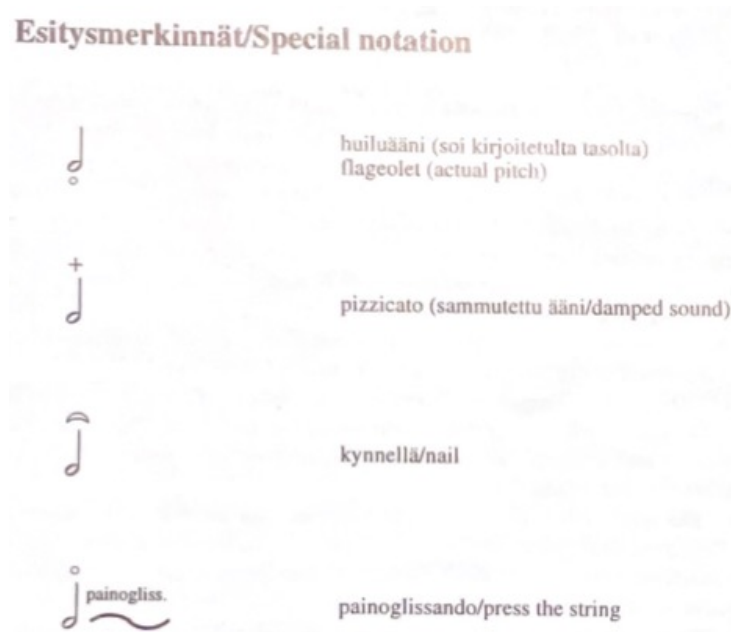 Esitysmerkinnät/Special notation
huiluääni (soi kirjoitetulta tasolta)
flageolet (actual pitch)
+
pizzicato (sammutettu ääni/damped sound)
kynnellä/nail
painogliss.
painoglissando/press the string